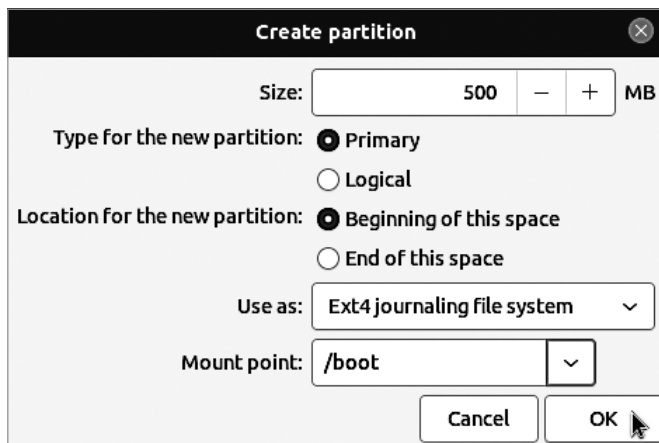 Create partition
Size: 500 MB
Type for the new partition: Primary
Logical
Location for the new partition: Beginning of this space
End of this space
Use as: Ext4 journaling file system
Mount point: /boot
Cancel OK